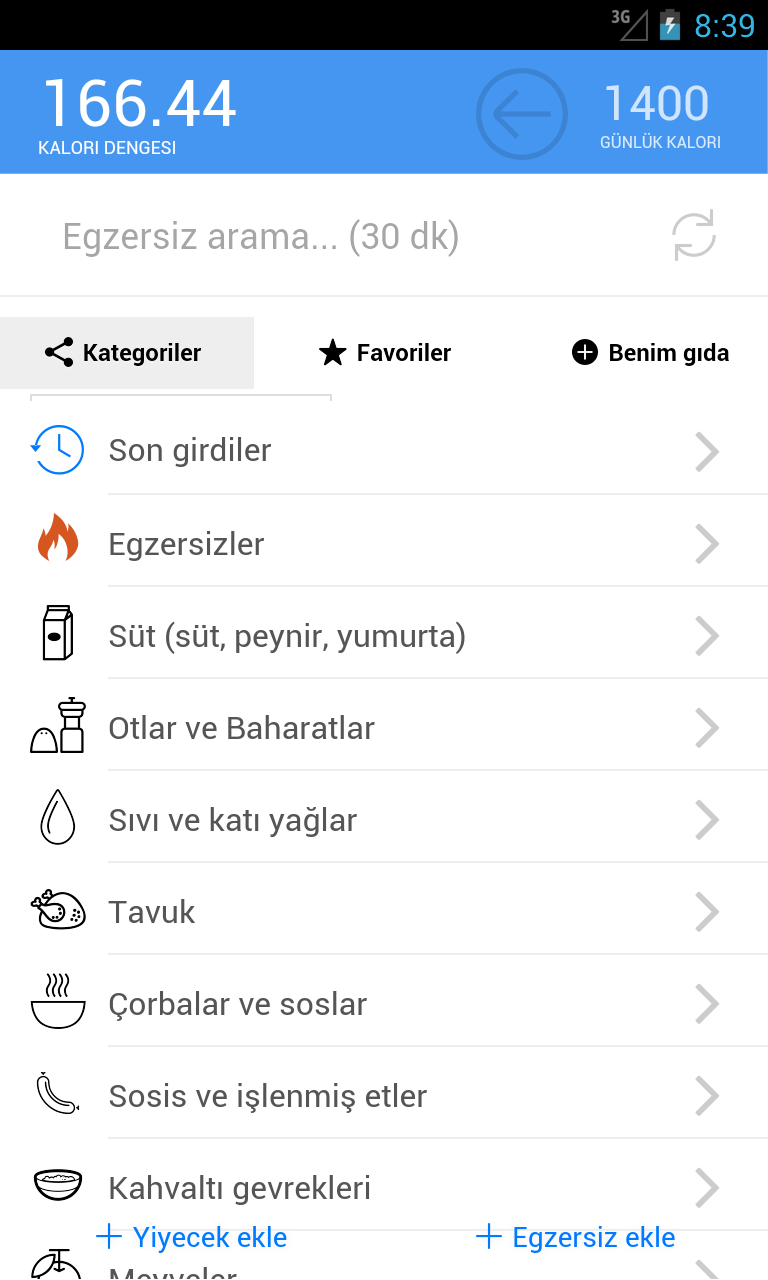 3G 8:39
166.44
KALORI DENGESI
1400
GÜNLÜK KALORI
Egzersiz arama... (30 dk)
Kategoriler
Favoriler
Benim gıda
Son girdiler
Egzersizler
Süt (süt, peynir, yumurta)
Otlar ve Baharatlar
Sıvı ve katı yağlar
Tavuk
Çorbalar ve soslar
Sosis ve işlenmiş etler
Kahvaltı gevrekleri
Yiyecek ekle
Egzersiz ekle
Meyveler